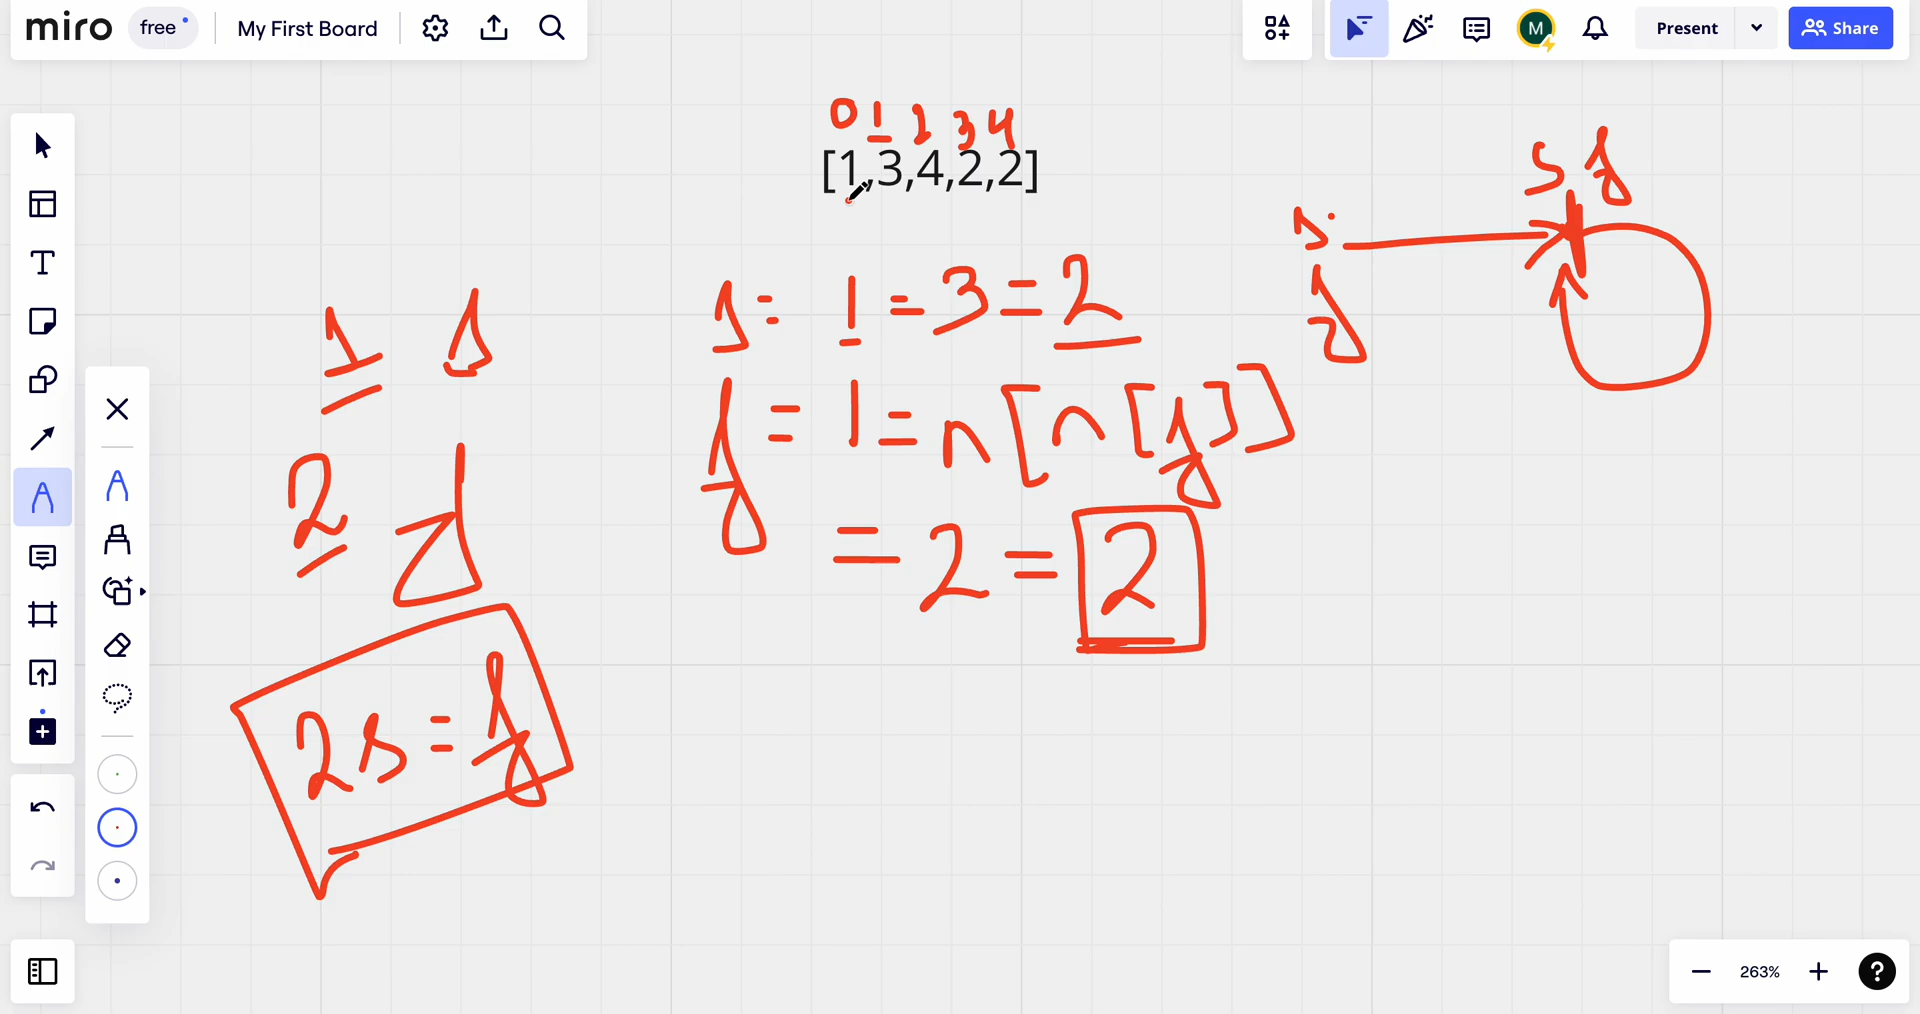 miro free My First Board Present Share
M
0 1 2 3 4
[1,3,4,2,2]
s f
s
f
s = 1 = 3 = 2
f = 1 = n[n[f]]
= 2 = 2
1 s
2 f
2s = f
263%
?